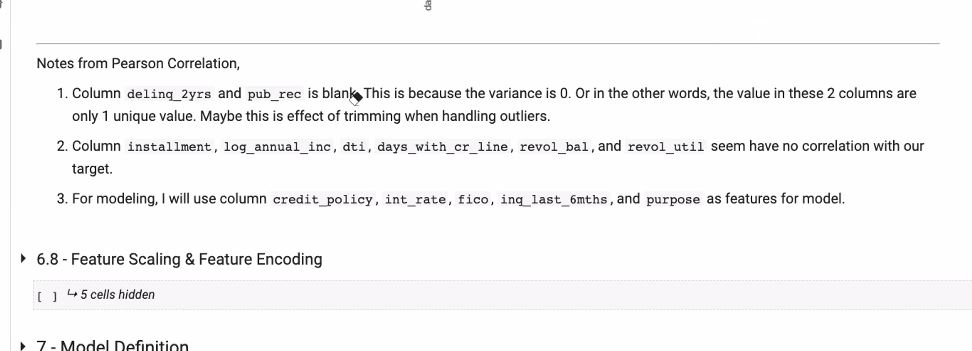 Notes from Pearson Correlation,
1. Column delinq_2yrs and pub_rec is blank. This is because the variance is 0. Or in the other words, the value in these 2 columns are
only 1 unique value. Maybe this is effect of trimming when handling outliers.
2. Column installment, log_annual_inc, dti, days_with_cr_line, revol_bal, and revol_util seem have no correlation with our
target.
3. For modeling, I will use column credit_policy, int_rate, fico, inq_last_6mths, and purpose as features for model.
6.8 - Feature Scaling & Feature Encoding
[ ] ↳ 5 cells hidden
7 - Model Definition